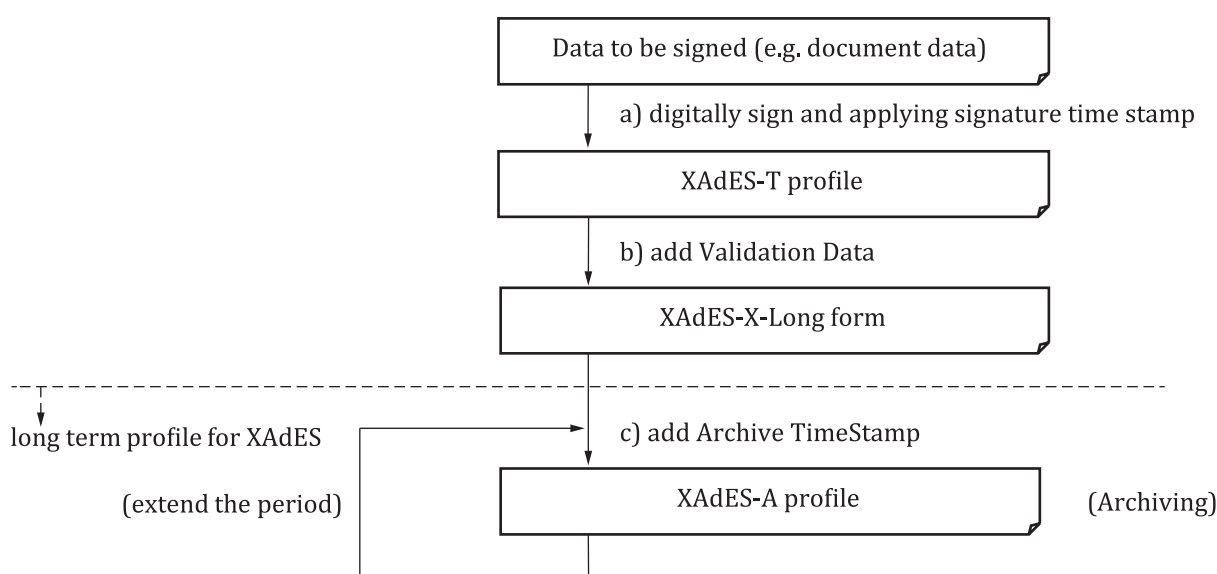 Data to be signed (e.g. document data)
a) digitally sign and applying signature time stamp
XAdES-T profile
b) add Validation Data
XAdES-X-Long form
long term profile for XAdES
c) add Archive TimeStamp
(extend the period)
XAdES-A profile
(Archiving)